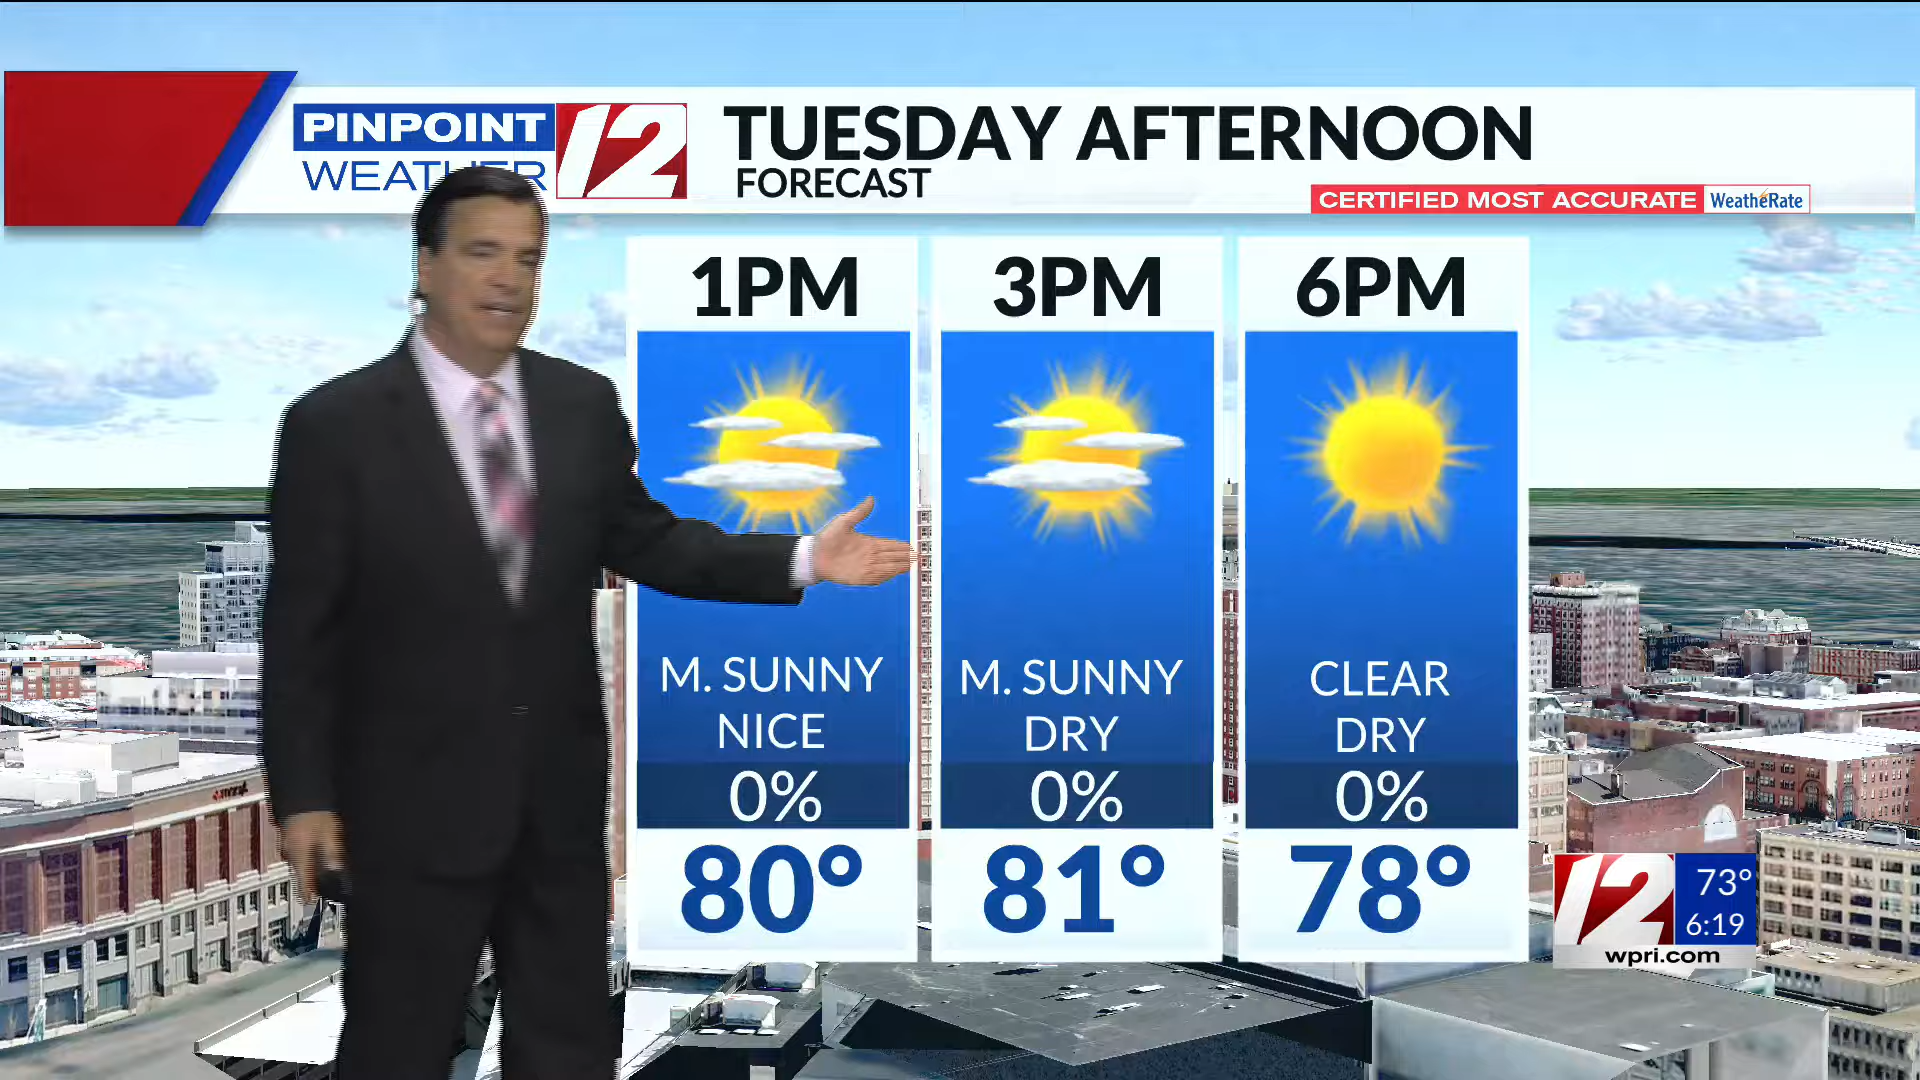 PINPOINT
WEATHER
12
TUESDAY AFTERNOON
FORECAST
CERTIFIED MOST ACCURATE WeatheRate
1PM
M. SUNNY
NICE
0%
80°
3PM
M. SUNNY
DRY
0%
81°
6PM
CLEAR
DRY
0%
78°
12
73°
6:19
wpri.com